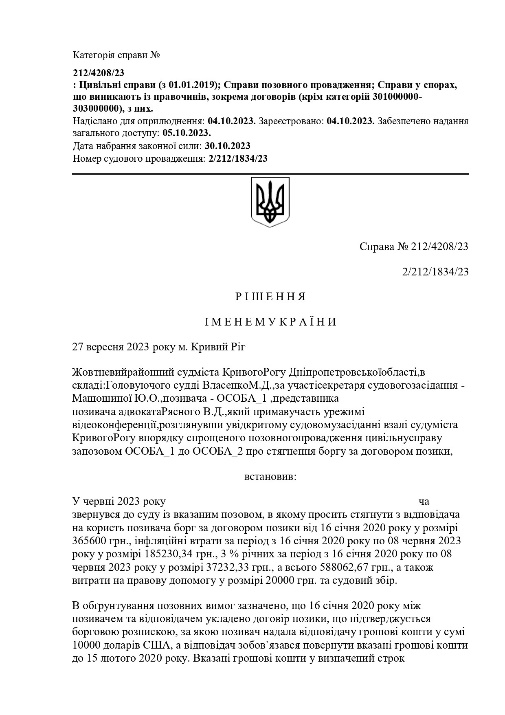 Категорія справи №
212/4208/23
: Цивільні справи (з 01.01.2019); Справи позовного провадження; Справи у спорах,
що виникають із правочинів, зокрема договорів (крім категорій 301000000-
303000000), з них.
Надіслано для оприлюднення: 04.10.2023. Зареєстровано: 04.10.2023. Забезпечено надання
загального доступу: 05.10.2023.
Дата набрання законної сили: 30.10.2023
Номер судового провадження: 2/212/1834/23
Справа № 212/4208/23
2/212/1834/23
Р І Ш Е Н Н Я
І М Е Н Е М У К Р А Ї Н И
27 вересня 2023 року м. Кривий Ріг
Жовтневийрайонний судміста КривогоРогу Дніпропетровськоїобласті,в
складі:Головуючого судді ВласенкоМ.Д.,за участісекретаря судовогозасідання -
Машошиної Ю.О.,позивача - ОСОБА_1 ,представника
позивача адвокатаРясного В.Д.,який примавучасть урежимі
відеоконференції,розглянувши увідкритому судовомузасіданні взалі судуміста
КривогоРогу впорядку спрощеного позовногопровадження цивільнусправу
запозовом ОСОБА_1 до ОСОБА_2 про стягнення боргу за договором позики,
встановив:
У червні 2023 року ча
звернувся до суду із вказаним позовом, в якому просить стягнути з відповідача
на користь позивача борг за договором позики від 16 січня 2020 року у розмірі
365600 грн., інфляційні втрати за період з 16 січня 2020 року по 08 червня 2023
року у розмірі 185230,34 грн., 3 % річних за період з 16 січня 2020 року по 08
червня 2023 року у розмірі 37232,33 грн., а всього 588062,67 грн., а також
витрати на правову допомогу у розмірі 20000 грн. та судовий збір.
В обґрунтування позовних вимог зазначено, що 16 січня 2020 року між
позивачем та відповідачем укладено договір позики, що підтверджується
борговою розпискою, за якою позивач надала відповідачу грошові кошти у сумі
10000 доларів США, а відповідач зобов’язався повернути вказані грошові кошти
до 15 лютого 2020 року. Вказані грошові кошти у визначений строк